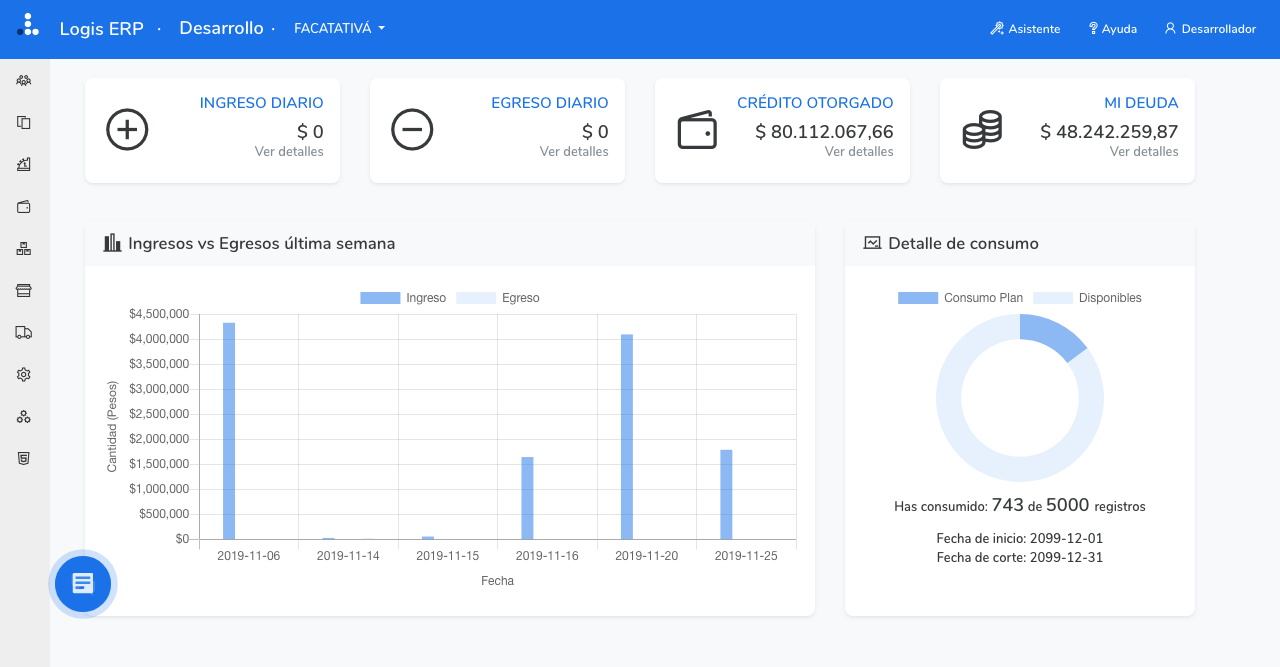 Logis ERP · Desarrollo · FACATATIVÁ
Asistente
Ayuda
Desarrollador
INGRESO DIARIO
$ 0
Ver detalles
EGRESO DIARIO
$ 0
Ver detalles
CRÉDITO OTORGADO
$ 80.112.067,66
Ver detalles
MI DEUDA
$ 48.242.259,87
Ver detalles
Ingresos vs Egresos última semana
Ingreso
Egreso
$4,500,000
$4,000,000
$3,500,000
$3,000,000
$2,500,000
$2,000,000
$1,500,000
$1,000,000
$500,000
$0
Cantidad (Pesos)
2019-11-06
2019-11-14
2019-11-15
2019-11-16
2019-11-20
2019-11-25
Fecha
Detalle de consumo
Consumo Plan
Disponibles
Has consumido: 743 de 5000 registros
Fecha de inicio: 2099-12-01
Fecha de corte: 2099-12-31